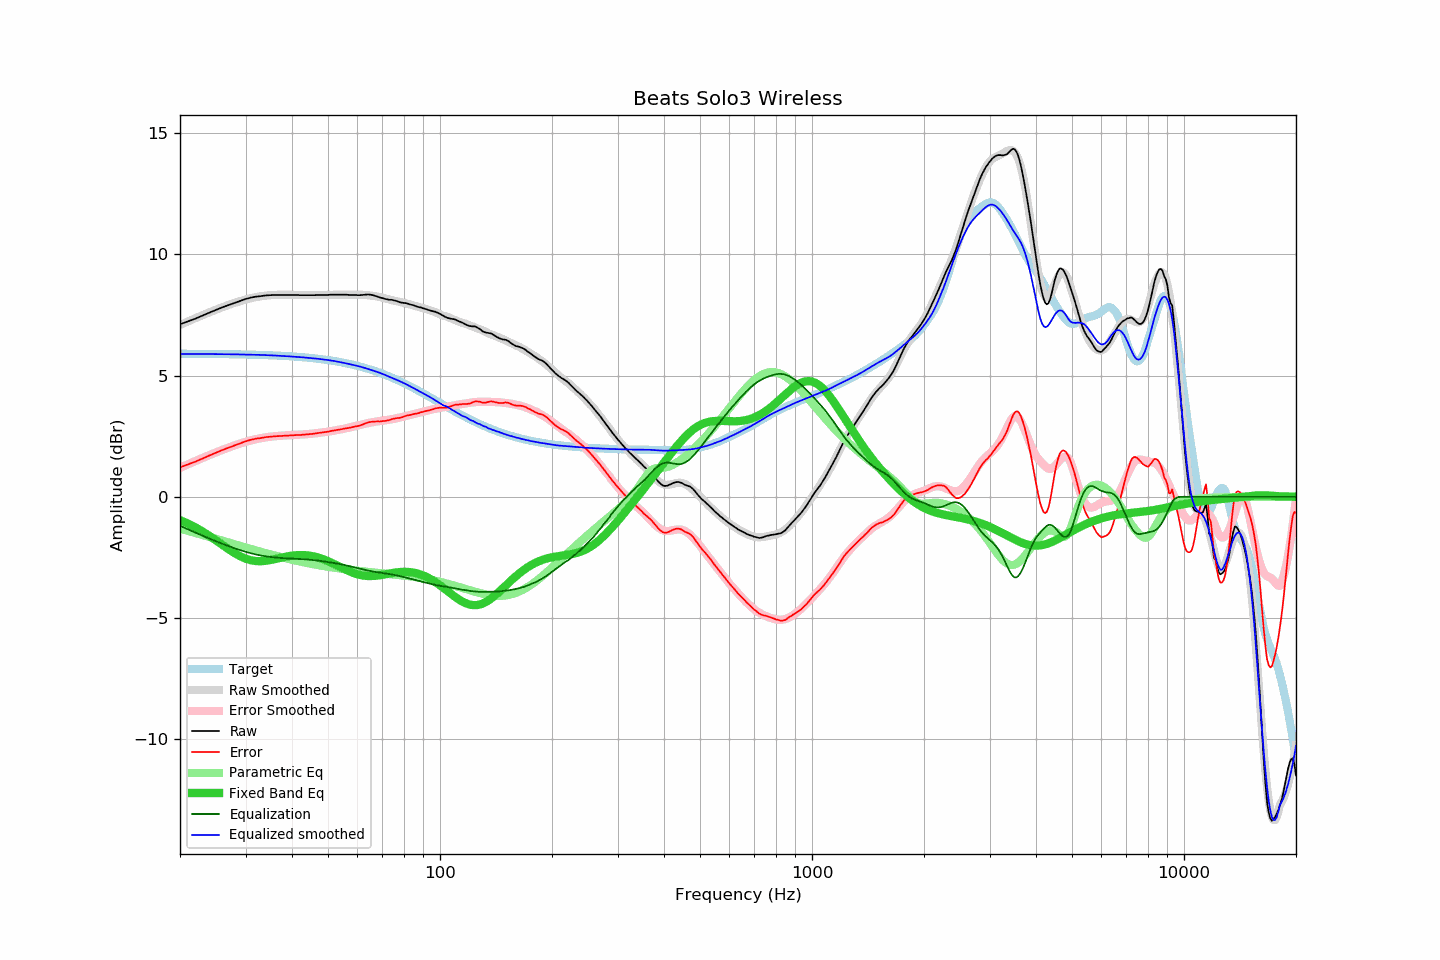 Beats Solo3 Wireless
Amplitude (dBr)
15
10
5
0
−5
−10
Target
Raw Smoothed
Error Smoothed
Raw
Error
Parametric Eq
Fixed Band Eq
Equalization
Equalized smoothed
100
1000
10000
Frequency (Hz)